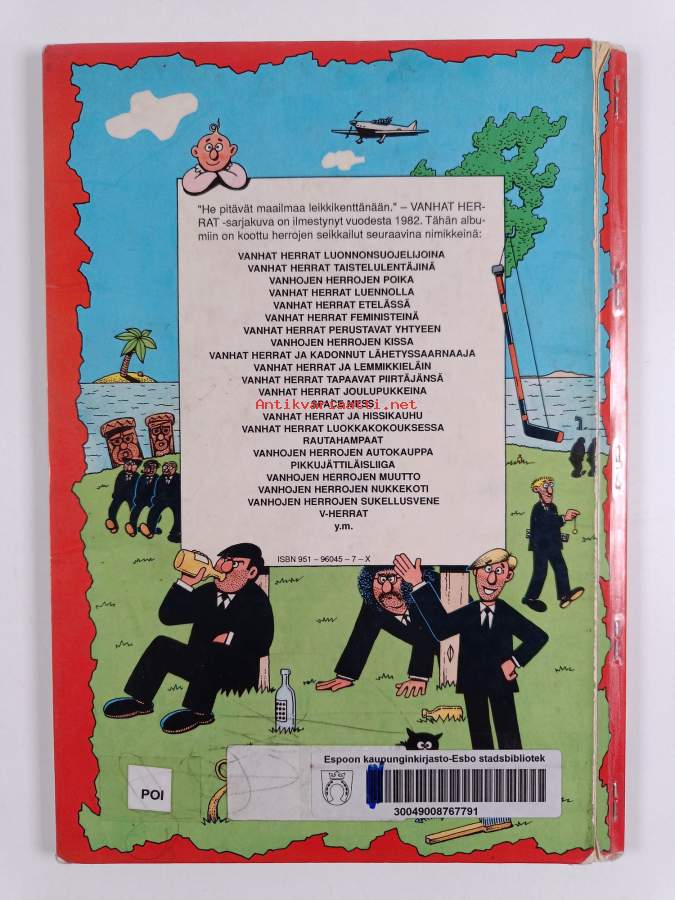 "He pitävät maailmaa leikkikenttänään." – VANHAT HER-
RAT -sarjakuva on ilmestynyt vuodesta 1982. Tähän albu-
miin on koottu herrojen seikkailut seuraavina nimikkeinä:
VANHAT HERRAT LUONNONSUOJELIJOINA
VANHAT HERRAT TAISTELULENTÄJINÄ
VANHOJEN HERROJEN POIKA
VANHAT HERRAT LUENNOLLA
VANHAT HERRAT ETELÄSSÄ
VANHAT HERRAT FEMINISTEINÄ
VANHAT HERRAT PERUSTAVAT YHTYEEN
VANHOJEN HERROJEN KISSA
VANHAT HERRAT JA KADONNUT LÄHETYSSAARNAAJA
VANHAT HERRAT JA LEMMIKKIELÄIN
VANHAT HERRAT TAPAAVAT PIIRTÄJÄNSÄ
VANHAT HERRAT JOULUPUKKEINA
SPACE MESS
Antikvariaatti.net
VANHAT HERRAT JA HISSIKAUHU
VANHAT HERRAT LUOKKAKOKOUKSESSA
RAUTAHAMPAAT
VANHOJEN HERROJEN AUTOKAUPPA
PIKKUJÄTTILÄISLIIGA
VANHOJEN HERROJEN MUUTTO
VANHOJEN HERROJEN NUKKEKOTI
VANHOJEN HERROJEN SUKELLUSVENE
V-HERRAT
y.m.
ISBN 951 – 96045 – 7 – X
Espoon kaupunginkirjasto-Esbo stadsbibliotek
30049008767791
POI